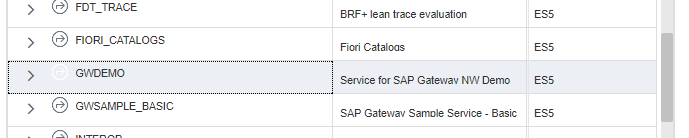 FDT_TRACE BRF+ lean trace evaluation ES5
FIORI_CATALOGS Fiori Catalogs ES5
GWDEMO Service for SAP Gateway NW Demo ES5
GWSAMPLE_BASIC SAP Gateway Sample Service - Basic ES5